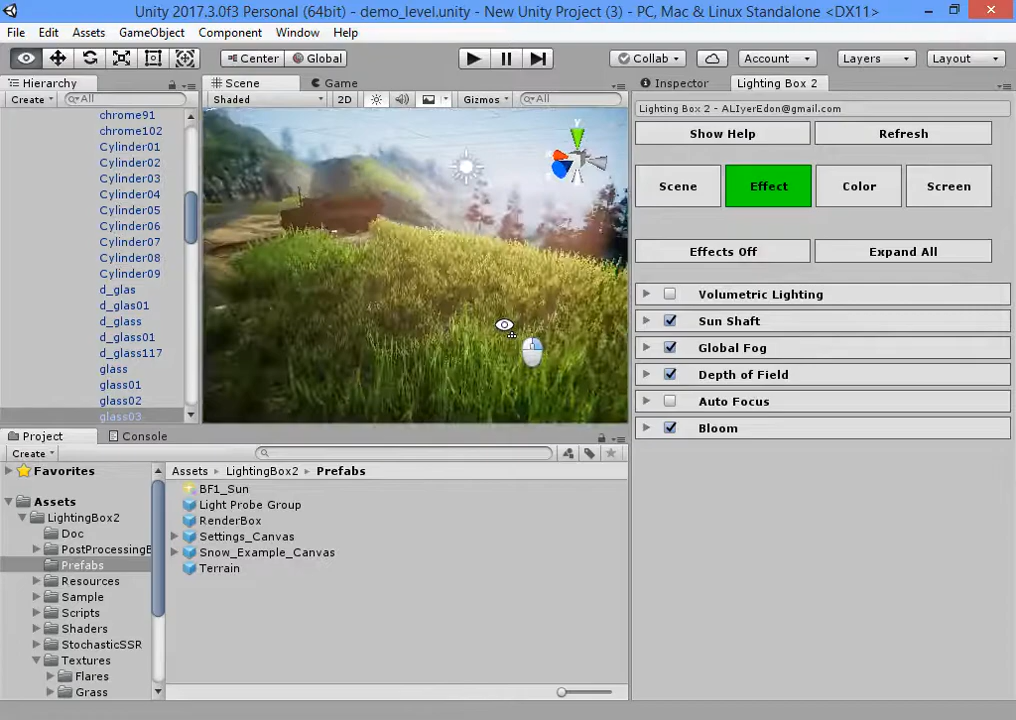 Unity 2017.3.0f3 Personal (64bit) - demo_level.unity - New Unity Project (3) - PC, Mac & Linux Standalone <DX11>
File Edit Assets GameObject Component Window Help
Center Global Collab Account Layers Layout
Hierarchy
Create All
chrome91
chrome102
Cylinder01
Cylinder02
Cylinder03
Cylinder04
Cylinder05
Cylinder06
Cylinder07
Cylinder08
Cylinder09
d_glas
d_glas01
d_glass
d_glass01
d_glass117
glass
glass01
glass02
glass03
Scene Game
Shaded 2D Gizmos All
y
Inspector Lighting Box 2
Lighting Box 2 - ALIyerEdon@gmail.com
Show Help Refresh
Scene Effect Color Screen
Effects Off Expand All
Volumetric Lighting
Sun Shaft
Global Fog
Depth of Field
Auto Focus
Bloom
Project Console
Create
Favorites
Assets
LightingBox2
Doc
PostProcessingB
Prefabs
Resources
Sample
Scripts
Shaders
StochasticSSR
Textures
Flares
Grass
Assets LightingBox2 Prefabs
BF1_Sun
Light Probe Group
RenderBox
Settings_Canvas
Snow_Example_Canvas
Terrain